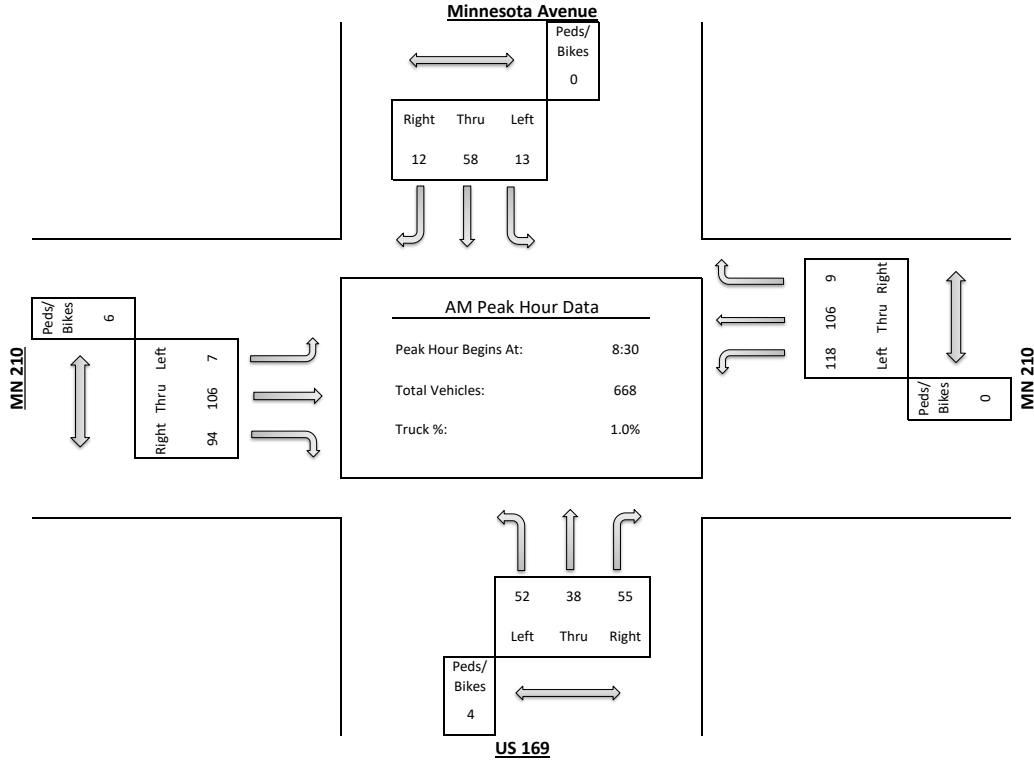 Minnesota Avenue
Peds/
Bikes
0
Right Thru Left
12 58 13
Peds/
Bikes
6
MN 210
Left 7
Thru 106
Right 94
AM Peak Hour Data
Peak Hour Begins At: 8:30
Total Vehicles: 668
Truck %: 1.0%
9 Right
106 Thru
118 Left
MN 210
Peds/
Bikes
0
52 38 55
Left Thru Right
Peds/
Bikes
4
US 169